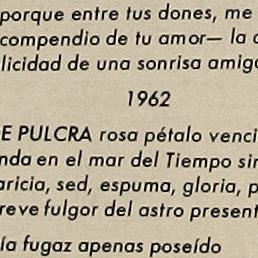 porque entre tus dones, me
compendio de tu amor— la
licidad de una sonrisa amig
1962
E PULCRA rosa pétalo venci
nda en el mar del Tiempo sin
aricia, sed, espuma, gloria, p
reve fulgor del astro present
ía fugaz apenas poseído